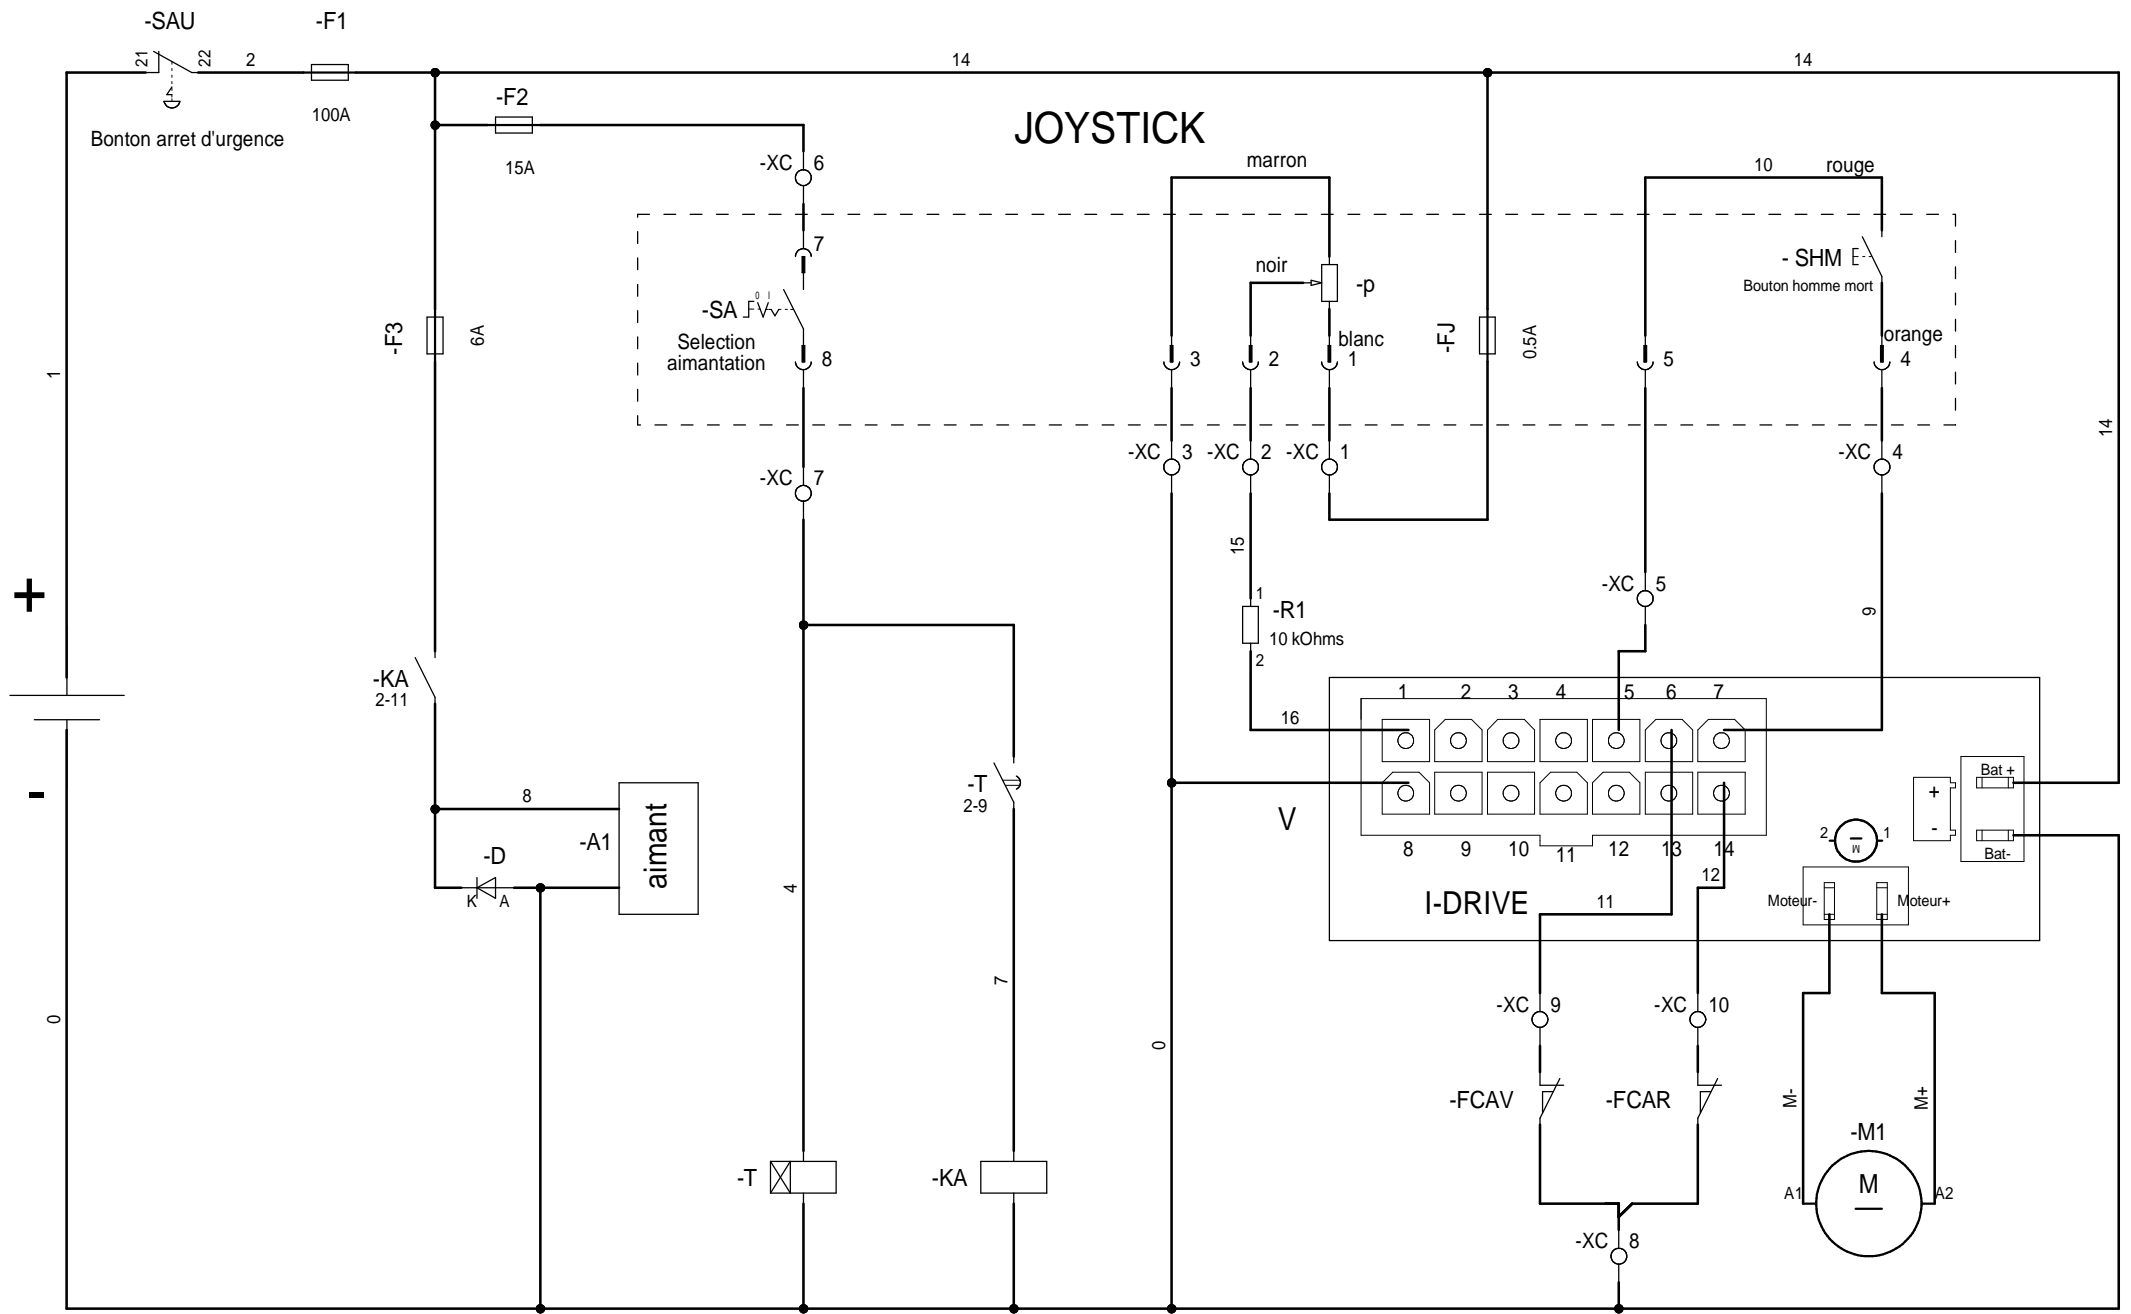 -SAU
-F1
21
22
2
14
14
100A
Bonton arret d'urgence
-F2
15A
JOYSTICK
-XC 6
marron
10
rouge
7
noir
-p
- SHM
Bouton homme mort
0 I
-SA
Selection
aimantation
8
-F3
6A
blanc
3
2
1
-FJ
0.5A
5
orange
4
1
14
-XC 3
-XC 2
-XC 1
-XC 4
-XC 7
15
-XC 5
+
1
-R1
10 kOhms
2
9
-KA
2-11
1 2 3 4 5 6 7
16
-T
2-9
-
8
-A1
aimant
-D
K A
V
8 9 10 11 12 13 14
Bat +
+
-
Bat-
2 1
M
4
12
I-DRIVE
11
Moteur-
Moteur+
7
0
0
-XC 9
-XC 10
-FCAV
-FCAR
M-
M+
-M1
-T
-KA
A1
M
A2
-XC 8